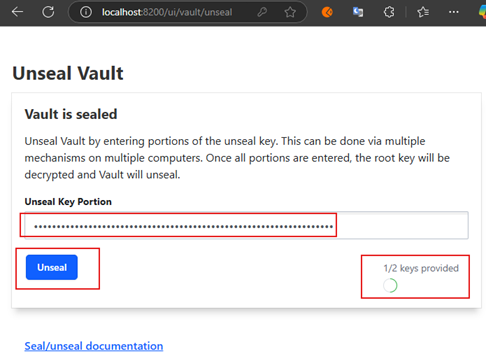 localhost:8200/ui/vault/unseal
Unseal Vault
Vault is sealed
Unseal Vault by entering portions of the unseal key. This can be done via multiple
mechanisms on multiple computers. Once all portions are entered, the root key will be
decrypted and Vault will unseal.
Unseal Key Portion
Unseal
1/2 keys provided
Seal/unseal documentation